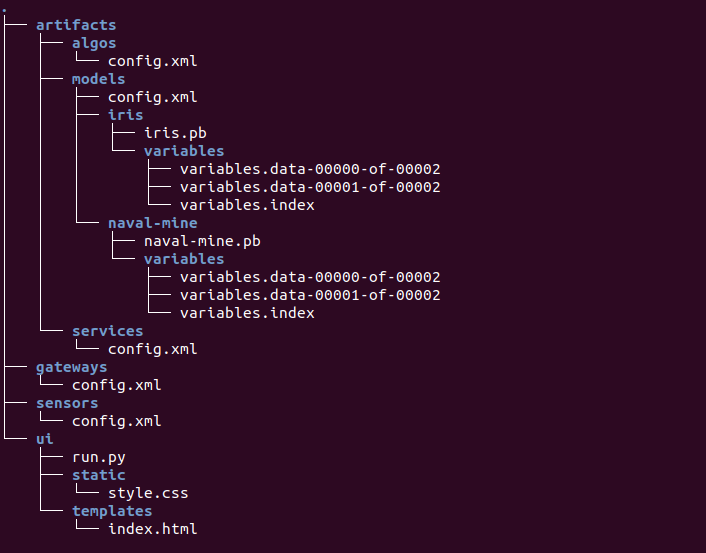 .
├── artifacts
│   ├── algos
│   │   └── config.xml
│   ├── models
│   │   ├── config.xml
│   │   ├── iris
│   │   │   ├── iris.pb
│   │   │   └── variables
│   │   │       ├── variables.data-00000-of-00002
│   │   │       ├── variables.data-00001-of-00002
│   │   │       └── variables.index
│   │   └── naval-mine
│   │       ├── naval-mine.pb
│   │       └── variables
│   │           ├── variables.data-00000-of-00002
│   │           ├── variables.data-00001-of-00002
│   │           └── variables.index
│   └── services
│       └── config.xml
├── gateways
│   └── config.xml
├── sensors
│   └── config.xml
└── ui
    ├── run.py
    ├── static
    │   └── style.css
    └── templates
        └── index.html